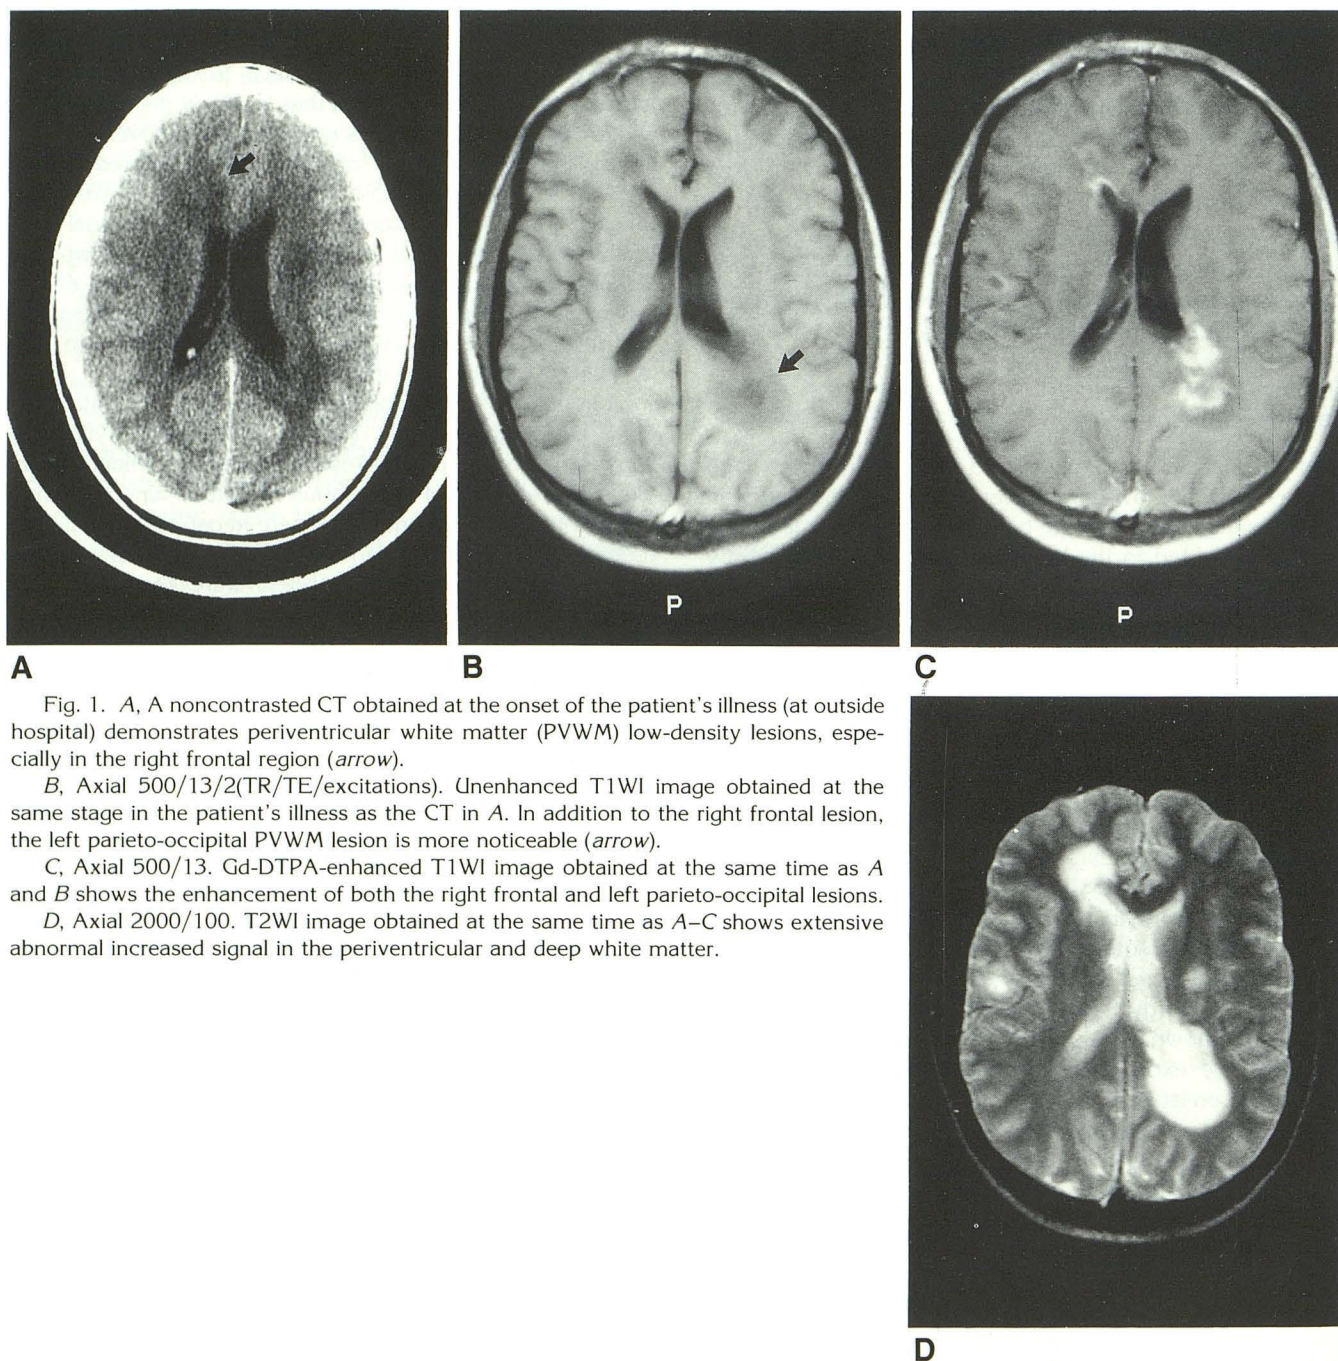 P
P
A
B
C
Fig. 1. A, A noncontrasted CT obtained at the onset of the patient's illness (at outside
hospital) demonstrates periventricular white matter (PVWM) low-density lesions, espe-
cially in the right frontal region (arrow).
B, Axial 500/13/2(TR/TE/excitations). Unenhanced T1WI image obtained at the
same stage in the patient's illness as the CT in A. In addition to the right frontal lesion,
the left parieto-occipital PVWM lesion is more noticeable (arrow).
C, Axial 500/13. Gd-DTPA-enhanced T1WI image obtained at the same time as A
and B shows the enhancement of both the right frontal and left parieto-occipital lesions.
D, Axial 2000/100. T2WI image obtained at the same time as A–C shows extensive
abnormal increased signal in the periventricular and deep white matter.
D